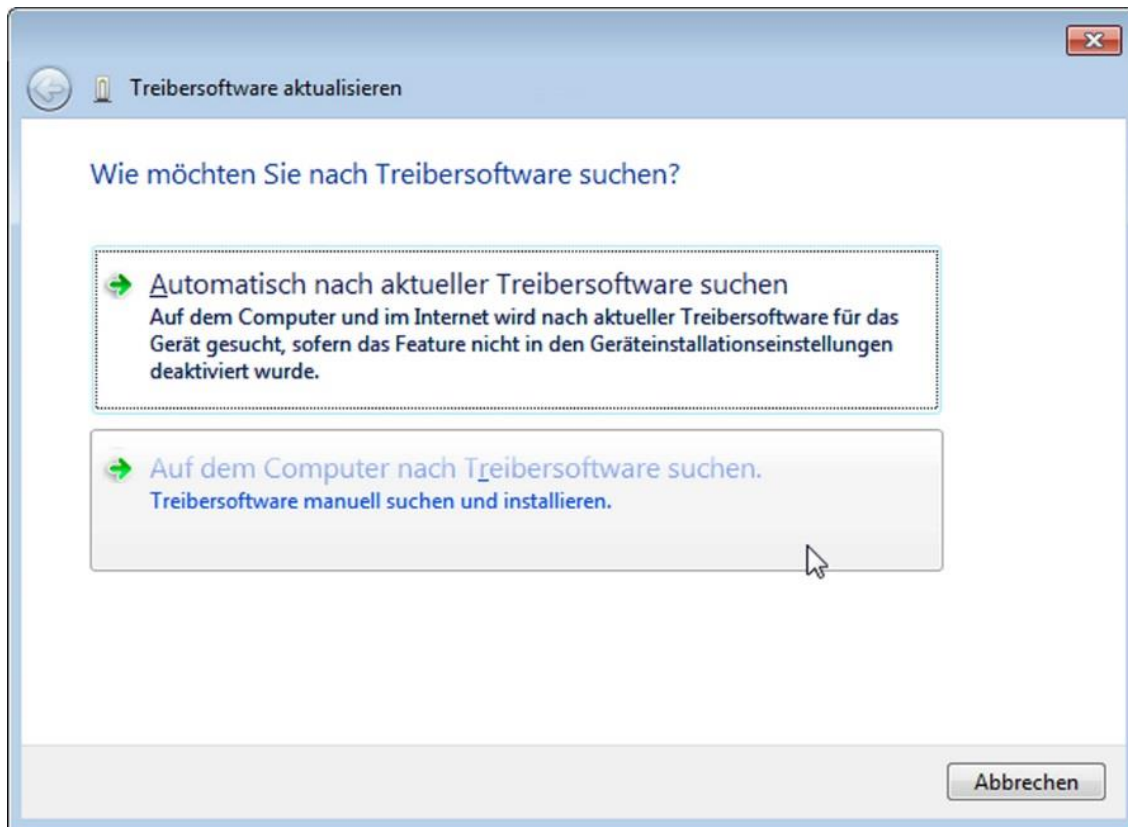 Treibersoftware aktualisieren
Wie möchten Sie nach Treibersoftware suchen?
Automatisch nach aktueller Treibersoftware suchen
Auf dem Computer und im Internet wird nach aktueller Treibersoftware für das
Gerät gesucht, sofern das Feature nicht in den Geräteinstallationseinstellungen
deaktiviert wurde.
Auf dem Computer nach Treibersoftware suchen.
Treibersoftware manuell suchen und installieren.
Abbrechen